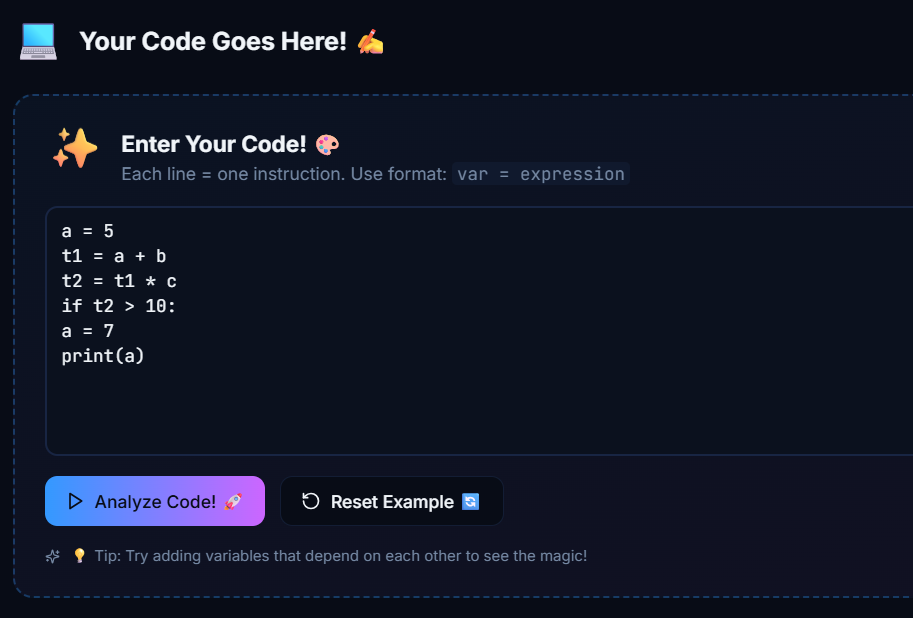 Your Code Goes Here! ✍️
Enter Your Code! 🎨
Each line = one instruction. Use format: var = expression
a = 5
t1 = a + b
t2 = t1 * c
if t2 > 10:
a = 7
print(a)
Analyze Code! 🚀
Reset Example 🔄
💡 Tip: Try adding variables that depend on each other to see the magic!